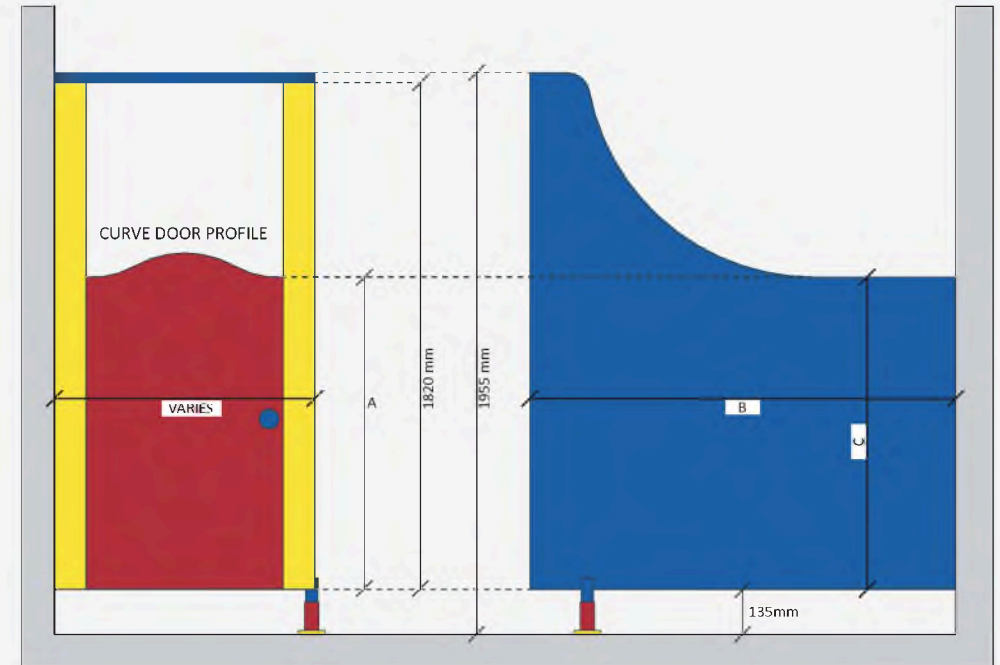 CURVE DOOR PROFILE
VARIES
A
1820 mm
1955 mm
B
C
135mm